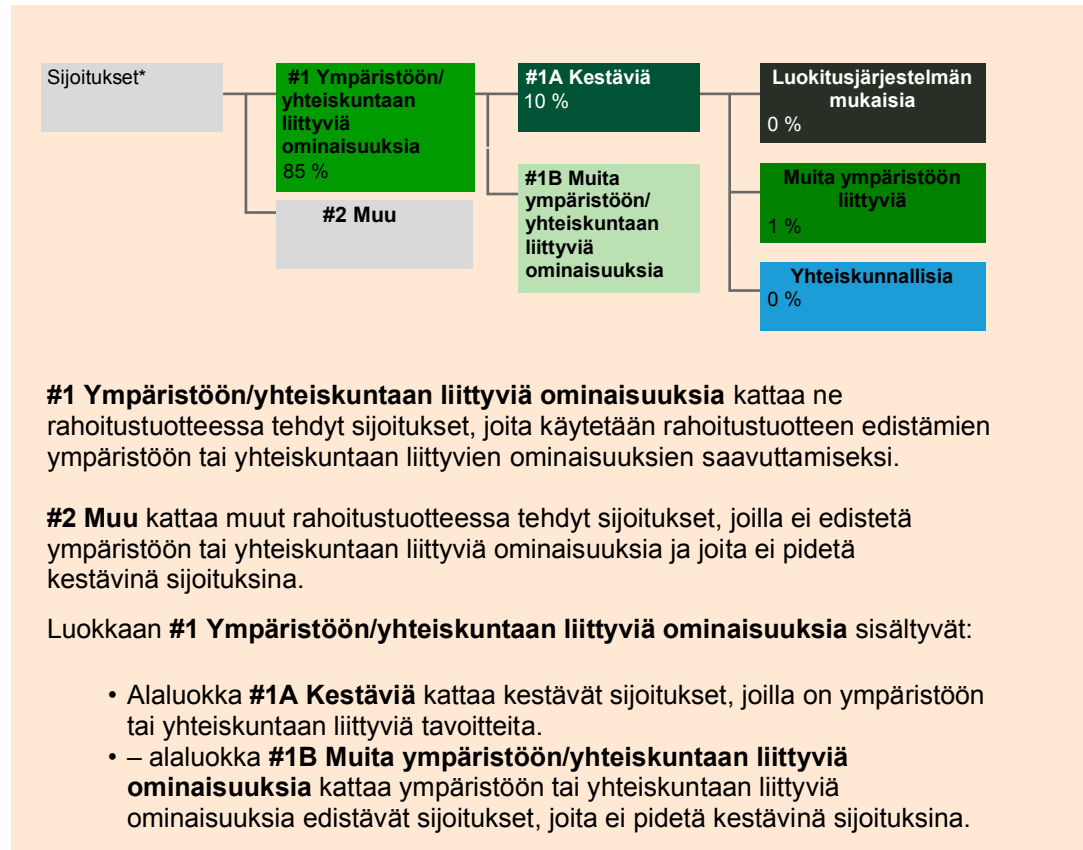 Sijoitukset*
#1 Ympäristöön/
yhteiskuntaan
liittyviä
ominaisuuksia
85 %
#2 Muu
#1A Kestäviä
10 %
#1B Muita
ympäristöön/
yhteiskuntaan
liittyviä
ominaisuuksia
Luokitusjärjestelmän
mukaisia
0 %
Muita ympäristöön
liittyviä
1 %
Yhteiskunnallisia
0 %
#1 Ympäristöön/yhteiskuntaan liittyviä ominaisuuksia kattaa ne
rahoitustuotteessa tehdyt sijoitukset, joita käytetään rahoitustuotteen edistämien
ympäristöön tai yhteiskuntaan liittyvien ominaisuuksien saavuttamiseksi.
#2 Muu kattaa muut rahoitustuotteessa tehdyt sijoitukset, joilla ei edistetä
ympäristöön tai yhteiskuntaan liittyviä ominaisuuksia ja joita ei pidetä
kestävinä sijoituksina.
Luokkaan #1 Ympäristöön/yhteiskuntaan liittyviä ominaisuuksia sisältyvät:
• Alaluokka #1A Kestäviä kattaa kestävät sijoitukset, joilla on ympäristöön
tai yhteiskuntaan liittyviä tavoitteita.
• – alaluokka #1B Muita ympäristöön/yhteiskuntaan liittyviä
ominaisuuksia kattaa ympäristöön tai yhteiskuntaan liittyviä
ominaisuuksia edistävät sijoitukset, joita ei pidetä kestävinä sijoituksina.